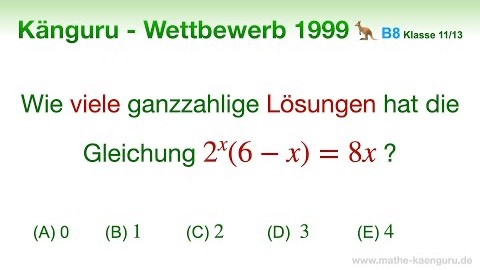 Känguru - Wettbewerb 1999 B8 Klasse 11/13
Wie viele ganzzahlige Lösungen hat die
Gleichung 2ˣ(6 − x) = 8x ?
(A) 0 (B) 1 (C) 2 (D) 3 (E) 4
www.mathe-kaenguru.de